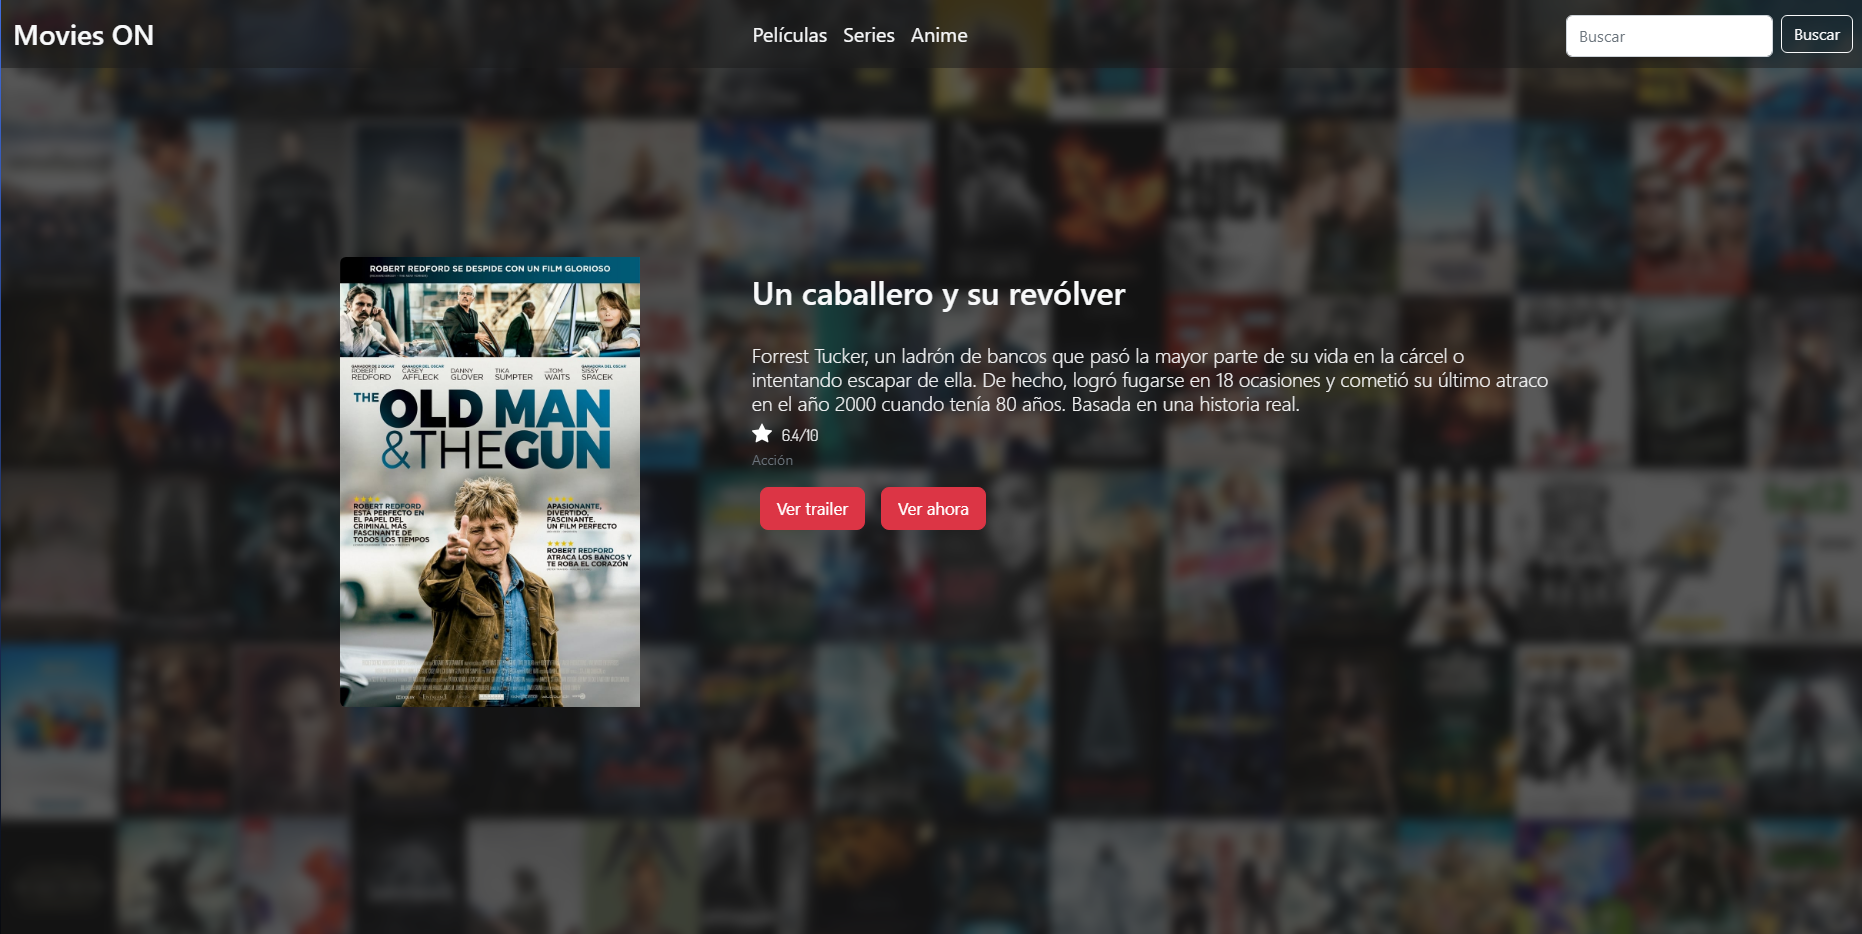 Movies ON
Películas Series Anime
Buscar
Buscar
ROBERT REDFORD SE DESPIDE CON UN FILM GLORIOSO
ROBERT REDFORD
CASEY AFFLECK
DANNY GLOVER
TIKA SUMPTER
TOM WAITS
SISSY SPACEK
THE OLD MAN
&THE GUN
ROBERT REDFORD
ESTÁ PERFECTO EN
EL PAPEL DEL
CRIMINAL MÁS
FASCINANTE DE
TODOS LOS TIEMPOS
APASIONANTE,
DIVERTIDO,
FASCINANTE.
UN FILM PERFECTO
ROBERT REDFORD
ATRACA LOS BANCOS Y
TE ROBA EL CORAZÓN
Un caballero y su revólver
Forrest Tucker, un ladrón de bancos que pasó la mayor parte de su vida en la cárcel o
intentando escapar de ella. De hecho, logró fugarse en 18 ocasiones y cometió su último atraco
en el año 2000 cuando tenía 80 años. Basada en una historia real.
6.4/10
Acción
Ver trailer
Ver ahora